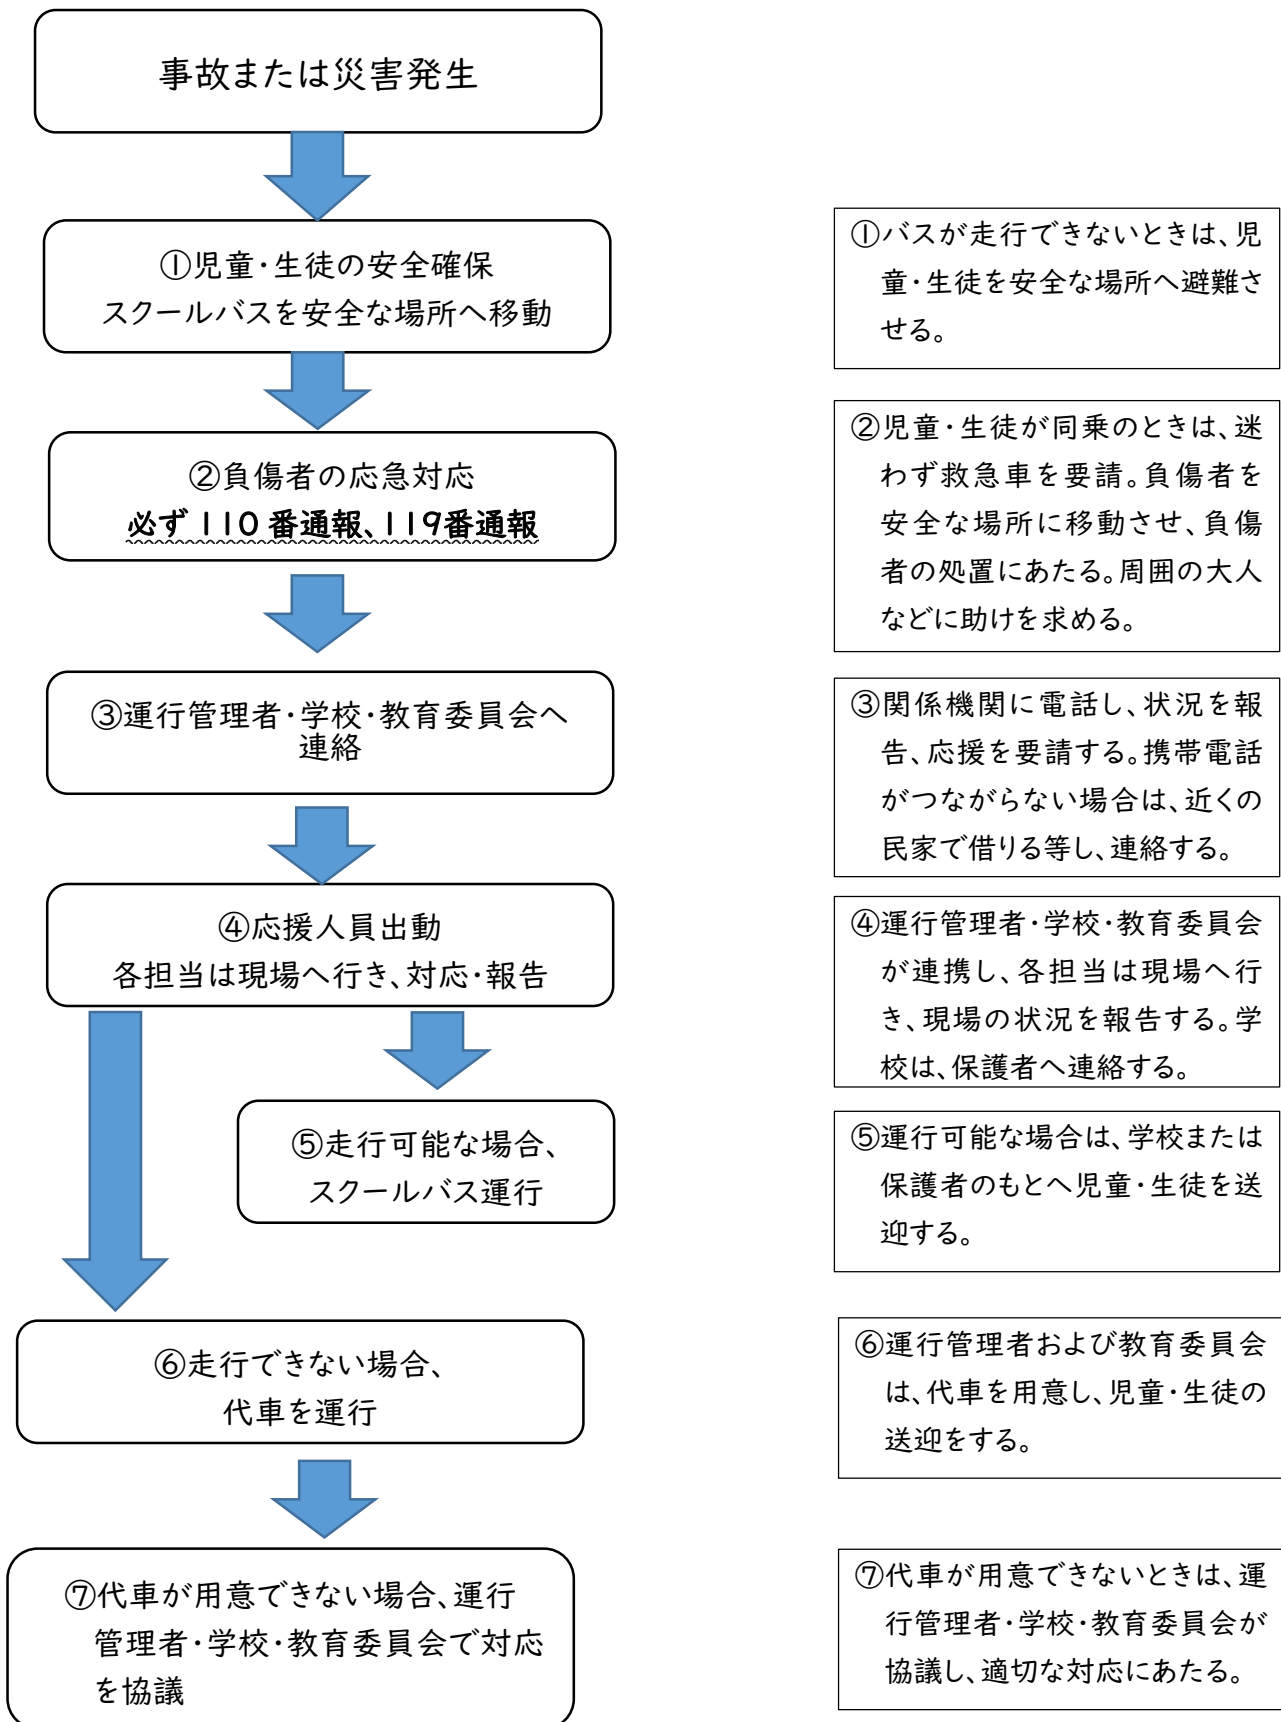 事故または災害発生
①児童・生徒の安全確保
スクールバスを安全な場所へ移動
①バスが走行できないときは、児
童・生徒を安全な場所へ避難さ
せる。
②負傷者の応急対応
必ず110番通報、119番通報
②児童・生徒が同乗のときは、迷
わず救急車を要請。負傷者を
安全な場所に移動させ、負傷
者の処置にあたる。周囲の大人
などに助けを求める。
③運行管理者・学校・教育委員会へ
連絡
③関係機関に電話し、状況を報
告、応援を要請する。携帯電話
がつながらない場合は、近くの
民家で借りる等し、連絡する。
④応援人員出動
各担当は現場へ行き、対応・報告
④運行管理者・学校・教育委員会
が連携し、各担当は現場へ行
き、現場の状況を報告する。学
校は、保護者へ連絡する。
⑤走行可能な場合、
スクールバス運行
⑤運行可能な場合は、学校または
保護者のもとへ児童・生徒を送
迎する。
⑥走行できない場合、
代車を運行
⑥運行管理者および教育委員会
は、代車を用意し、児童・生徒の
送迎をする。
⑦代車が用意できない場合、運行
管理者・学校・教育委員会で対応
を協議
⑦代車が用意できないときは、運
行管理者・学校・教育委員会が
協議し、適切な対応にあたる。